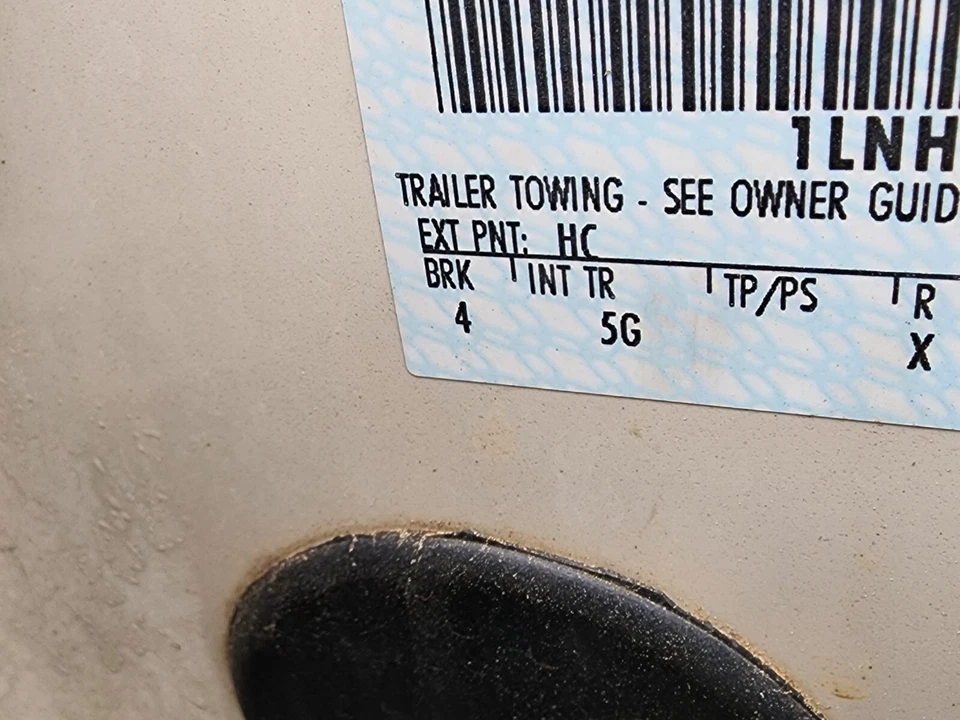 1LNH
TRAILER TOWING - SEE OWNER GUID
EXT PNT: HC
BRK INT TR TP/PS R
4 5G X